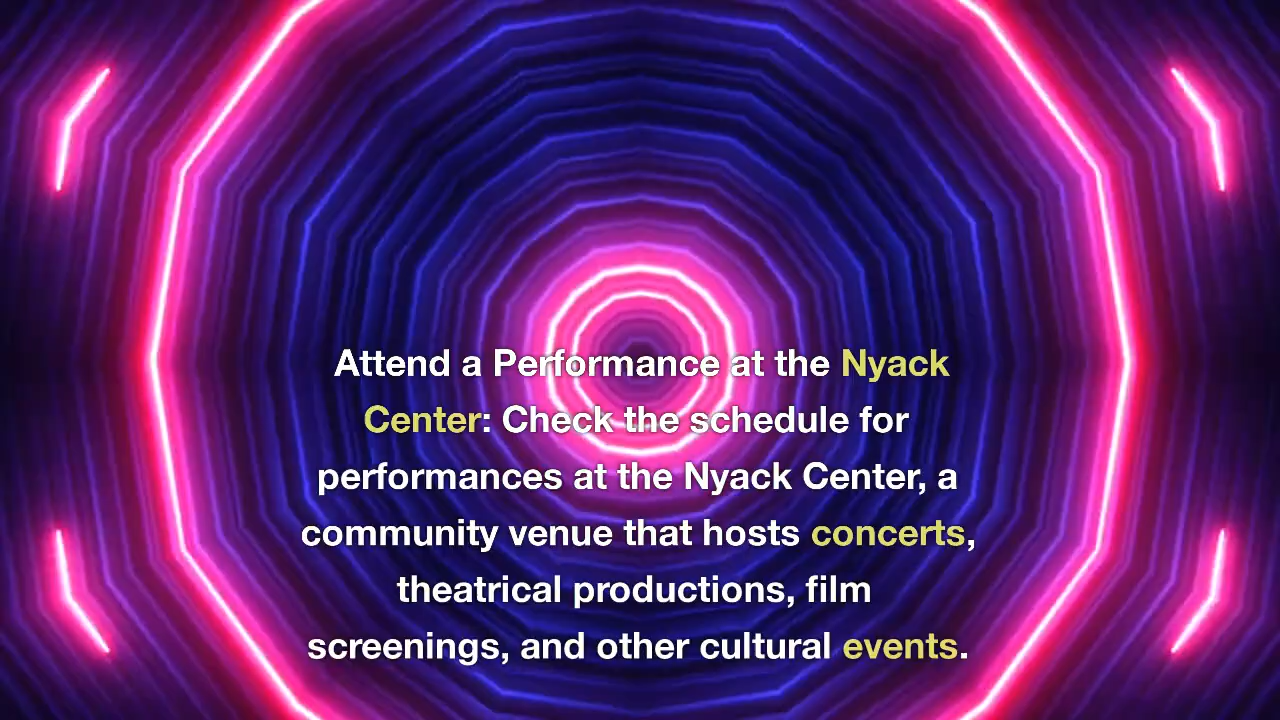 Attend a Performance at the Nyack
Center: Check the schedule for
performances at the Nyack Center, a
community venue that hosts concerts,
theatrical productions, film
screenings, and other cultural events.